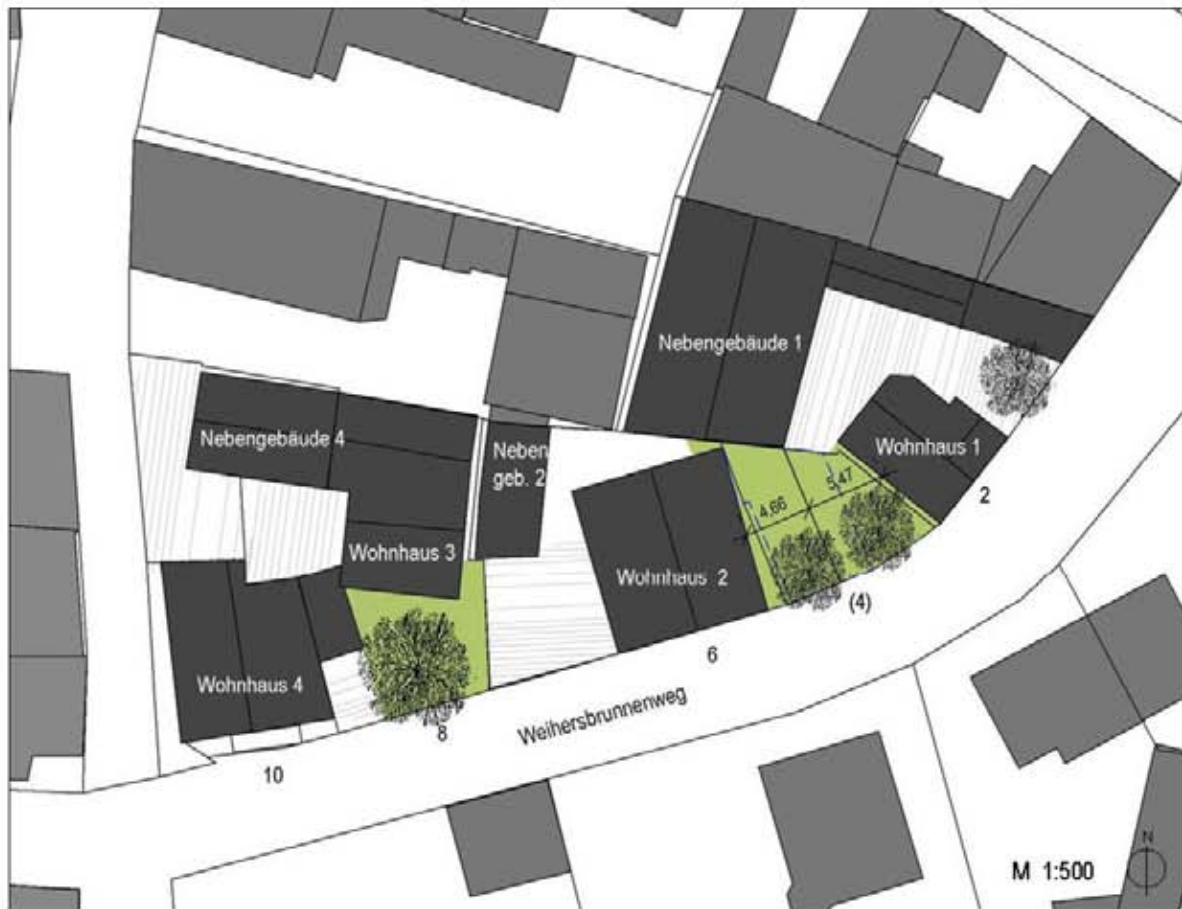 Nebengebäude 1
Nebengebäude 4
Neben
geb. 2
Wohnhaus 1
2
5,47
4,66
Wohnhaus 3
Wohnhaus 2
(4)
6
Wohnhaus 4
Weihersbrunnenweg
8
10
N
M 1:500